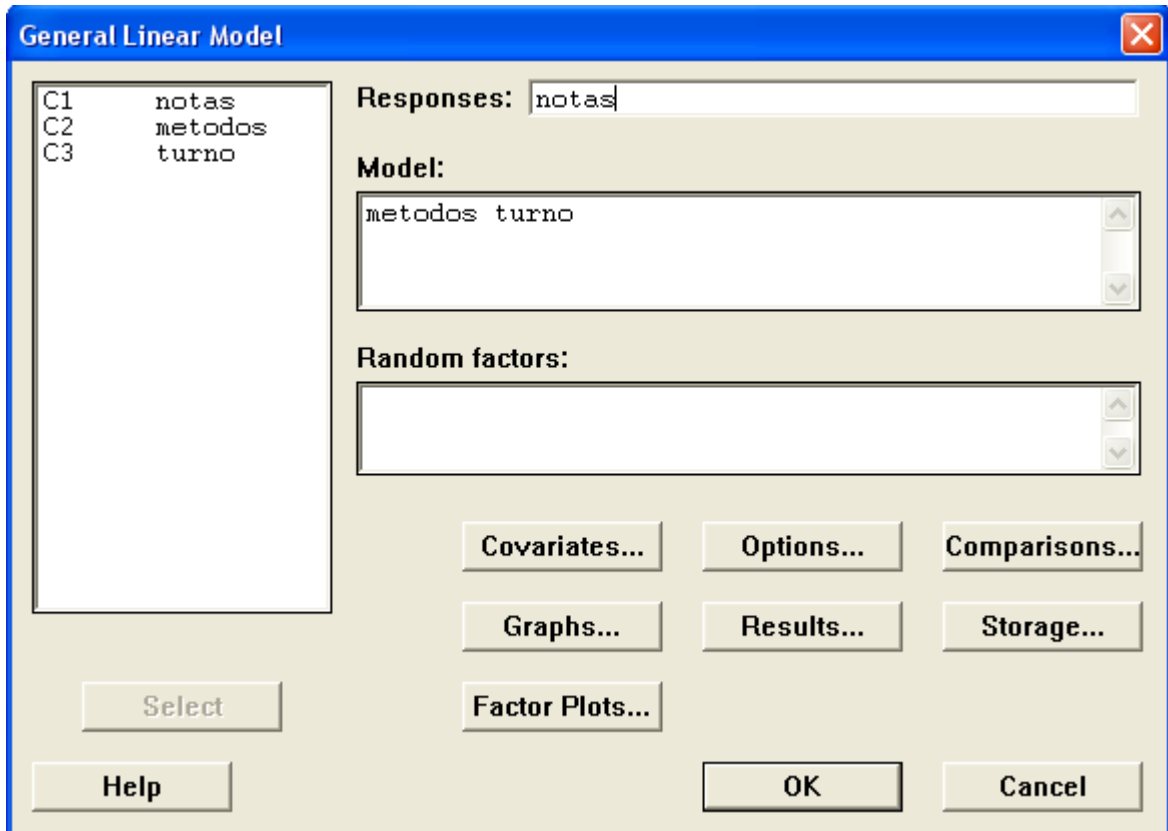 General Linear Model
C1 notas
C2 metodos
C3 turno
Responses: notas
Model:
metodos turno
Random factors:
Covariates... Options... Comparisons...
Graphs... Results... Storage...
Select Factor Plots...
Help OK Cancel